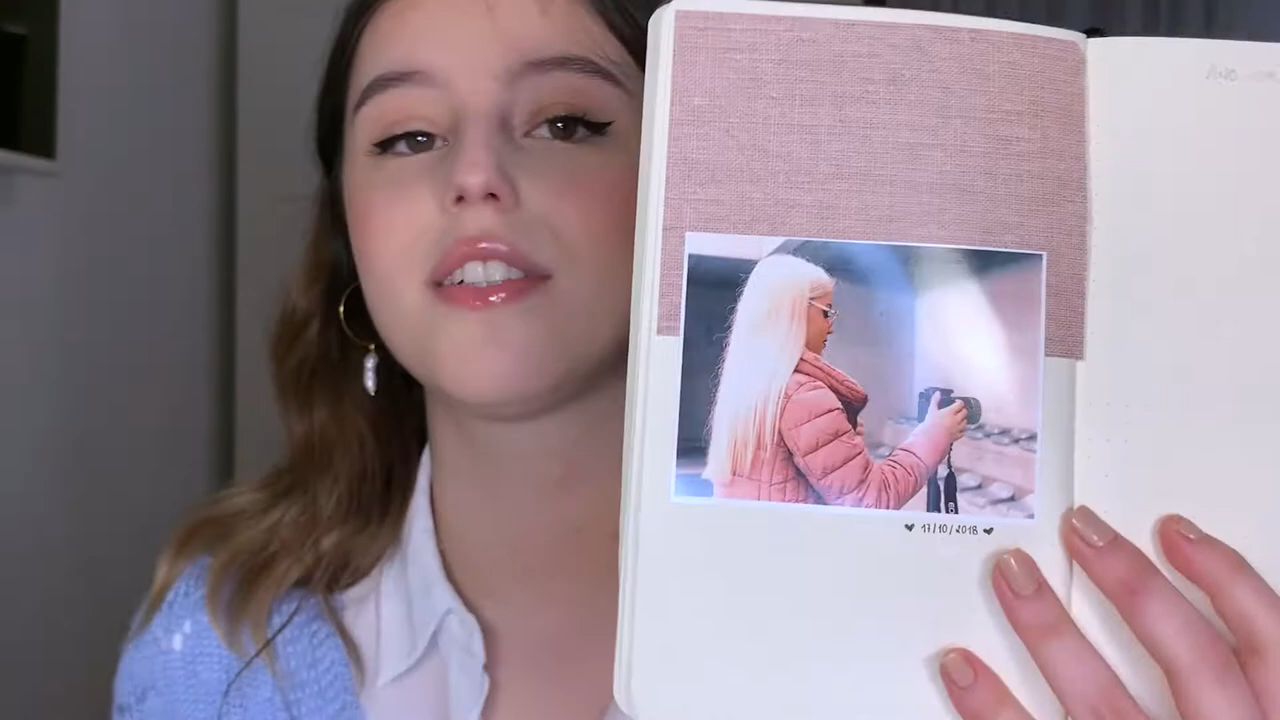 ♥ 17/10/2018 ♥